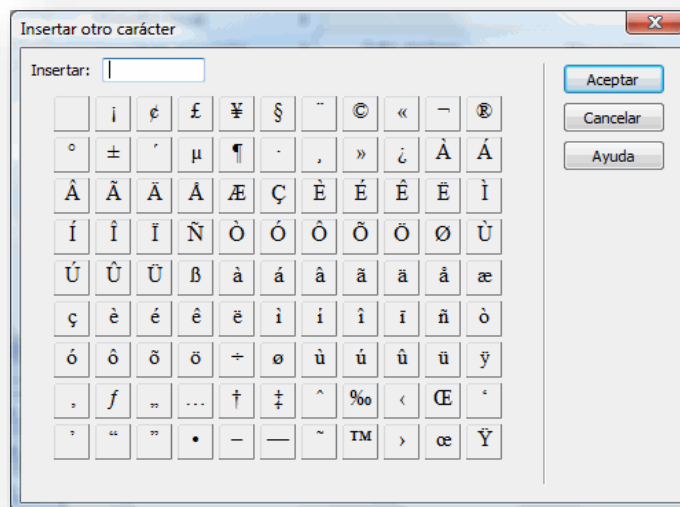 Insertar otro carácter
Insertar:
Aceptar
Cancelar
Ayuda
¡ ¢ £ ¥ § ¨ © « ¬ ®
° ± ´ µ ¶ · ¸ » ¿ À Á
Â Ã Ä Å Æ Ç È É Ê Ë Ì
Í Î Ï Ñ Ò Ó Ô Õ Ö Ø Ù
Ú Û Ü ß à á â ã ä å æ
ç è é ê ë ì í î ï ñ ò
ó ô õ ö ÷ ø ù ú û ü ÿ
‚ ƒ „ … † ‡ ˆ ‰ ‹ Œ ‘
’ “ ” • – — ˜ ™ › œ Ÿ